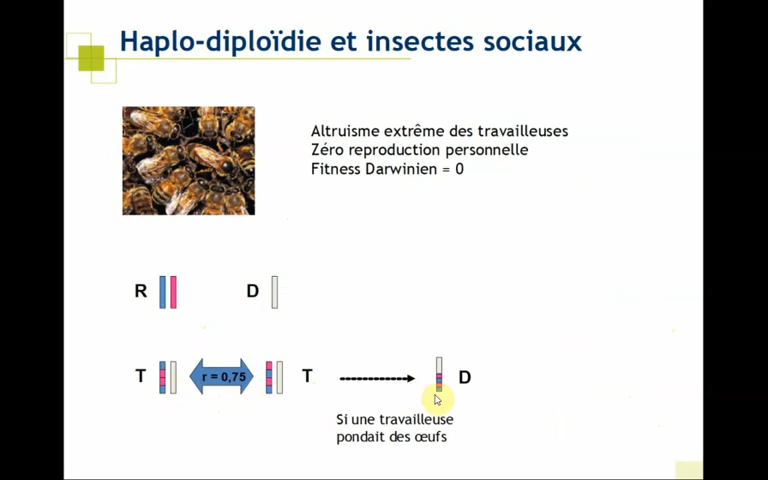 Haplo-diploïdie et insectes sociaux
Altruisme extrême des travailleuses
Zéro reproduction personnelle
Fitness Darwinien = 0
R
D
T
r = 0,75
T
D
Si une travailleuse
pondait des œufs